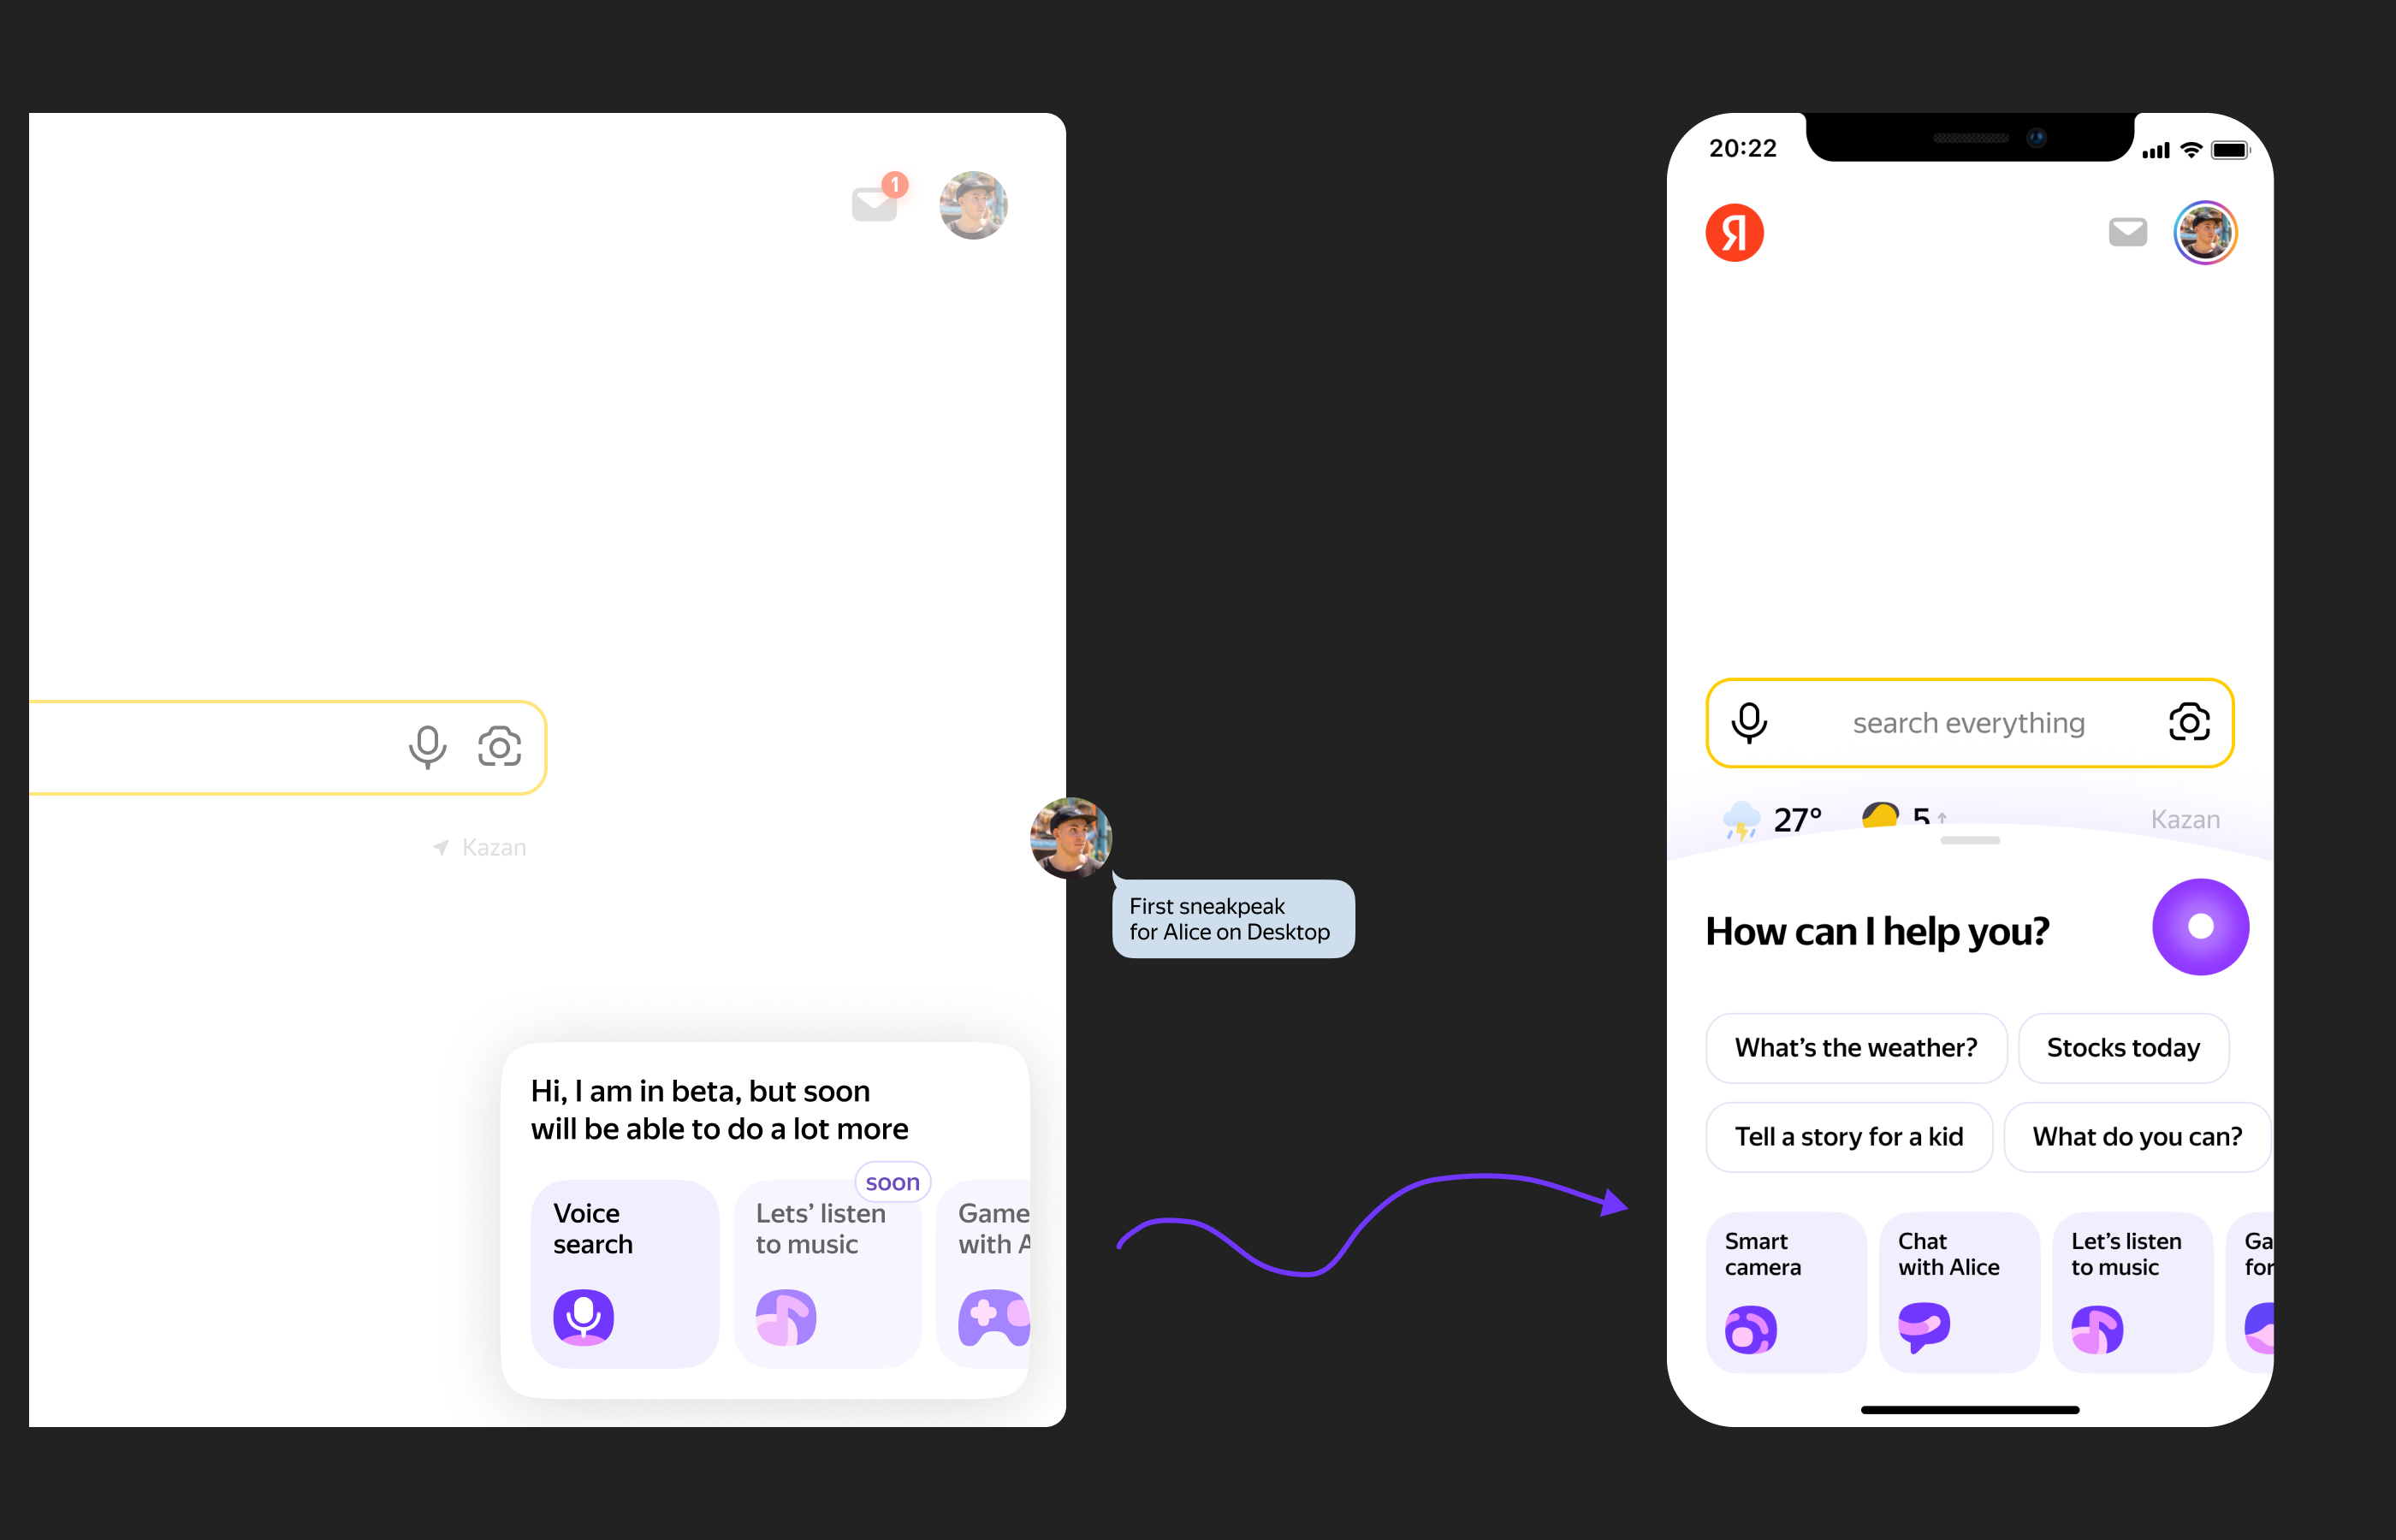 1
Kazan
Hi, I am in beta, but soon
will be able to do a lot more
soon
Voice
search
Lets’ listen
to music
Game
with A
First sneakpeak
for Alice on Desktop
20:22
Я
search everything
27°
5↑
Kazan
How can I help you?
What’s the weather?
Stocks today
Tell a story for a kid
What do you can?
Smart
camera
Chat
with Alice
Let’s listen
to music
Ga
for